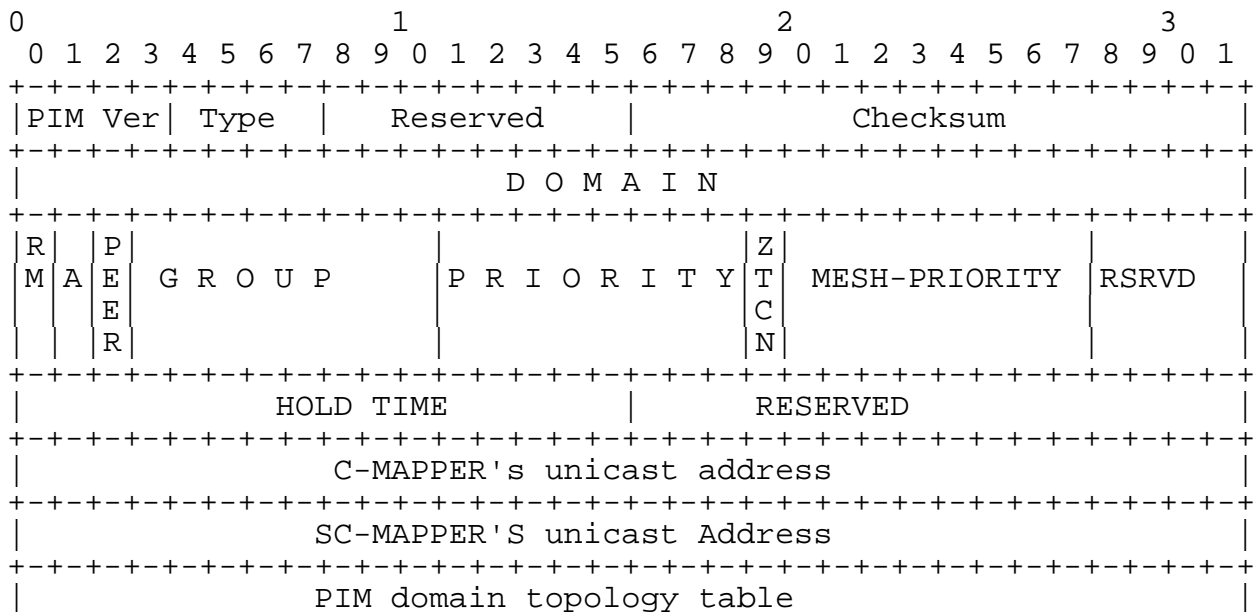 0                   1                   2                   3
 0 1 2 3 4 5 6 7 8 9 0 1 2 3 4 5 6 7 8 9 0 1 2 3 4 5 6 7 8 9 0 1
+-+-+-+-+-+-+-+-+-+-+-+-+-+-+-+-+-+-+-+-+-+-+-+-+-+-+-+-+-+-+-+-+
|PIM Ver| Type  |   Reserved    |           Checksum            |
+-+-+-+-+-+-+-+-+-+-+-+-+-+-+-+-+-+-+-+-+-+-+-+-+-+-+-+-+-+-+-+-+
|                         D O M A I N                           |
+-+-+-+-+-+-+-+-+-+-+-+-+-+-+-+-+-+-+-+-+-+-+-+-+-+-+-+-+-+-+-+-+
|R| |P|               |               |Z|               |       |
|M|A|E| G R O U P     |P R I O R I T Y|T| MESH-PRIORITY |RSRVD  |
| | |E|               |               |C|               |       |
| | |R|               |               |N|               |       |
+-+-+-+-+-+-+-+-+-+-+-+-+-+-+-+-+-+-+-+-+-+-+-+-+-+-+-+-+-+-+-+-+
|             HOLD TIME         |      RESERVED                 |
+-+-+-+-+-+-+-+-+-+-+-+-+-+-+-+-+-+-+-+-+-+-+-+-+-+-+-+-+-+-+-+-+
|                C-MAPPER's unicast address                     |
+-+-+-+-+-+-+-+-+-+-+-+-+-+-+-+-+-+-+-+-+-+-+-+-+-+-+-+-+-+-+-+-+
|               SC-MAPPER'S unicast Address                     |
+-+-+-+-+-+-+-+-+-+-+-+-+-+-+-+-+-+-+-+-+-+-+-+-+-+-+-+-+-+-+-+-+
|               PIM domain topology table                       |